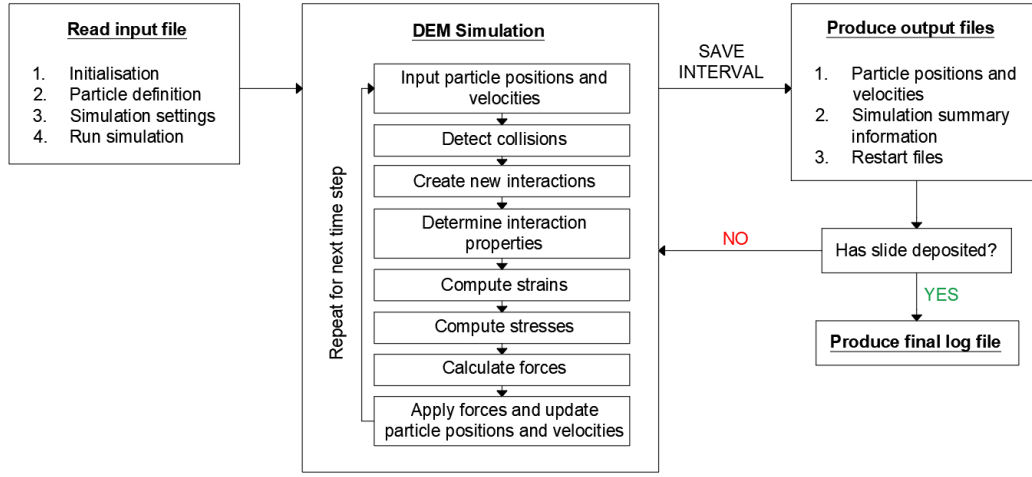 Read input file
1. Initialisation
2. Particle definition
3. Simulation settings
4. Run simulation
DEM Simulation
Input particle positions and
velocities
Detect collisions
Create new interactions
Determine interaction
properties
Compute strains
Compute stresses
Calculate forces
Apply forces and update
particle positions and velocities
Repeat for next time step
SAVE
INTERVAL
Produce output files
1. Particle positions and
velocities
2. Simulation summary
information
3. Restart files
Has slide deposited?
NO
YES
Produce final log file